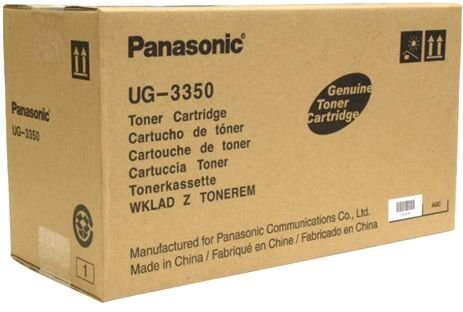 Panasonic
UG-3350
Panasonic
UG-3350
Toner Cartridge
Cartucho de tóner
Cartouche de toner
Cartuccia Toner
Tonerkassette
WKLAD Z TONEREM
Genuine
Toner
Cartridge
Manufactured for Panasonic Communications Co., Ltd.
Made in China / Fabriqué en Chine / Fabricado en China
1
AUC